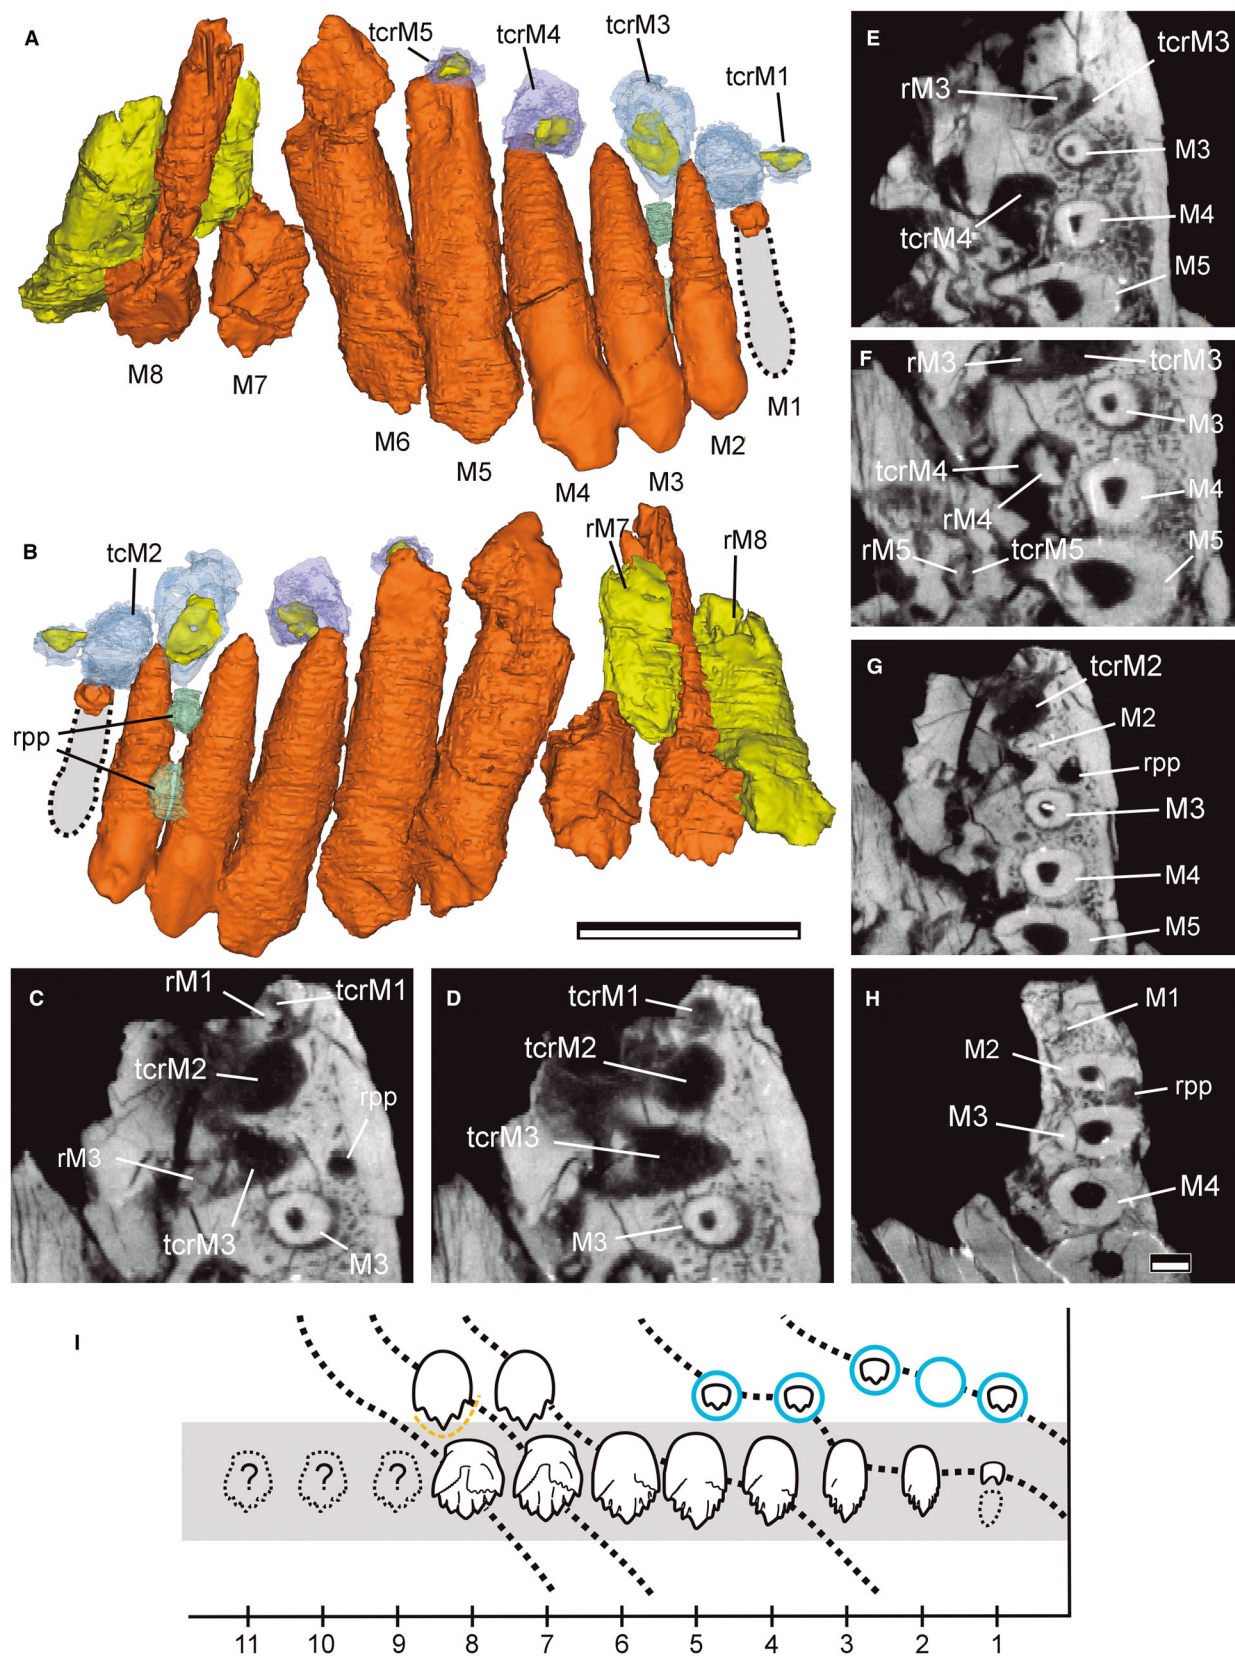 A
tcrM5
tcrM4
tcrM3
tcrM1
M8
M7
M6
M5
M4
M3
M2
M1
B
tcM2
rM7
rM8
rpp
C
rM1
tcrM1
tcrM2
rpp
rM3
tcrM3
M3
D
tcrM1
tcrM2
tcrM3
M3
E
tcrM3
rM3
M3
M4
tcrM4
M5
F
rM3
tcrM3
M3
tcrM4
M4
rM4
rM5
tcrM5
M5
G
tcrM2
M2
rpp
M3
M4
M5
H
M1
M2
rpp
M3
M4
I
? ? ?
11 10 9 8 7 6 5 4 3 2 1